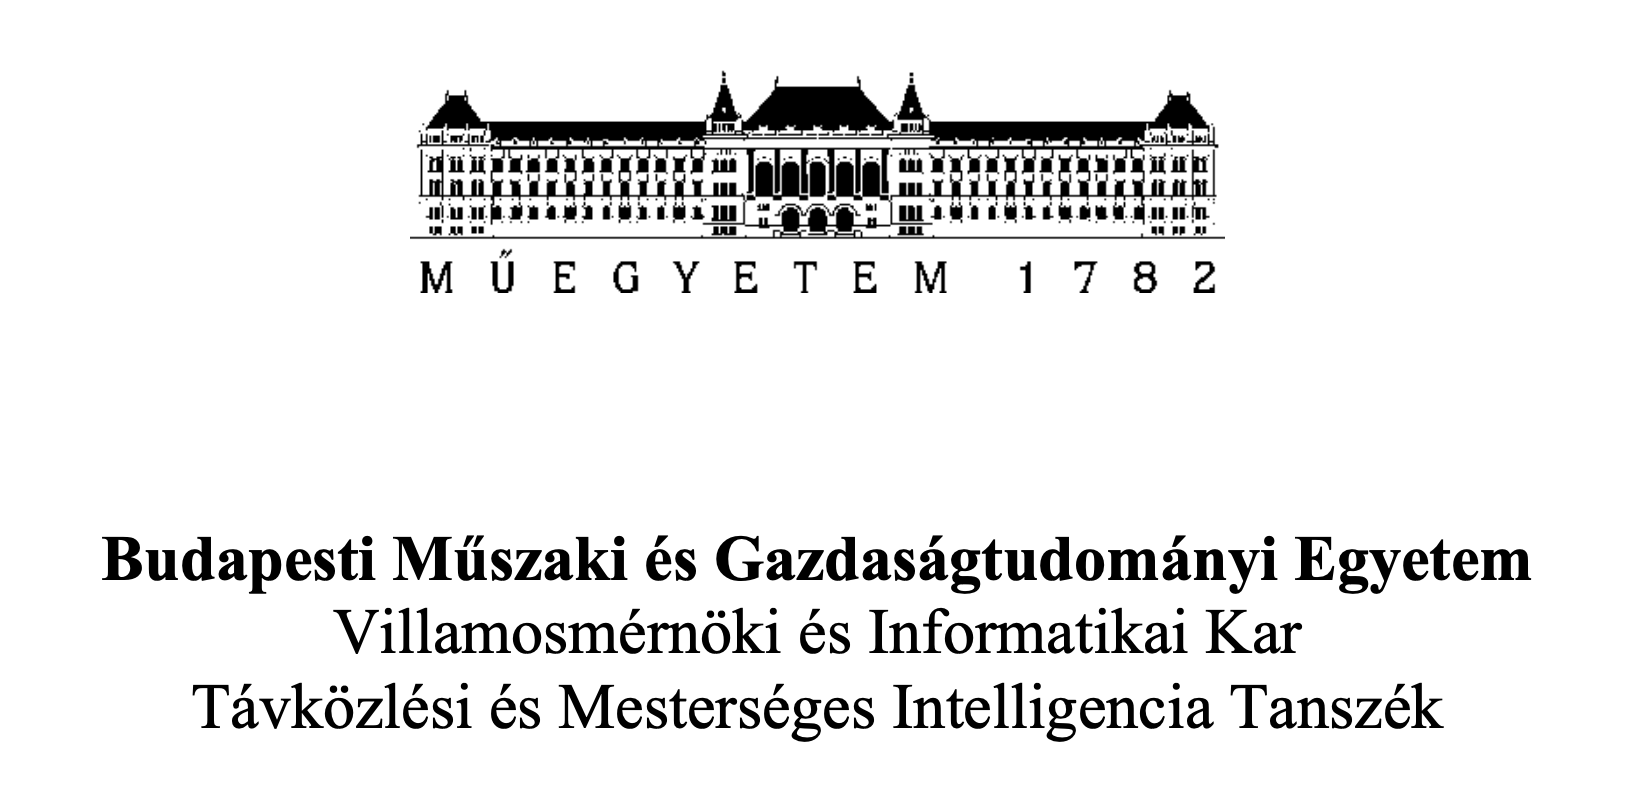 MŰEGYETEM 1782
Budapesti Műszaki és Gazdaságtudományi Egyetem
Villamosmérnöki és Informatikai Kar
Távközlési és Mesterséges Intelligencia Tanszék